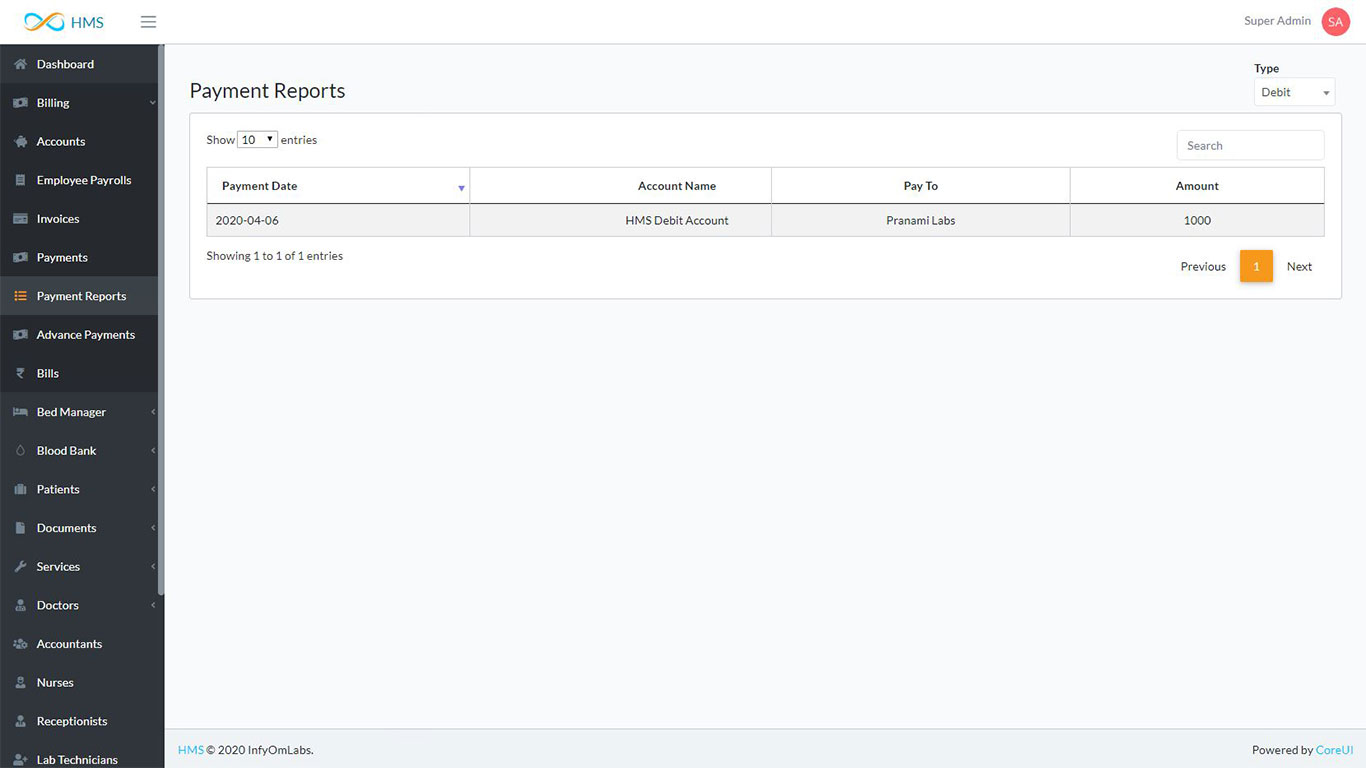 HMS
Super Admin SA
Dashboard
Billing
Accounts
Employee Payrolls
Invoices
Payments
Payment Reports
Advance Payments
Bills
Bed Manager
Blood Bank
Patients
Documents
Services
Doctors
Accountants
Nurses
Receptionists
Lab Technicians
Payment Reports
Type
Debit
Show 10 entries
Search
Payment Date Account Name Pay To Amount
2020-04-06 HMS Debit Account Pranami Labs 1000
Showing 1 to 1 of 1 entries
Previous 1 Next
HMS © 2020 InfyOmLabs. Powered by CoreUI